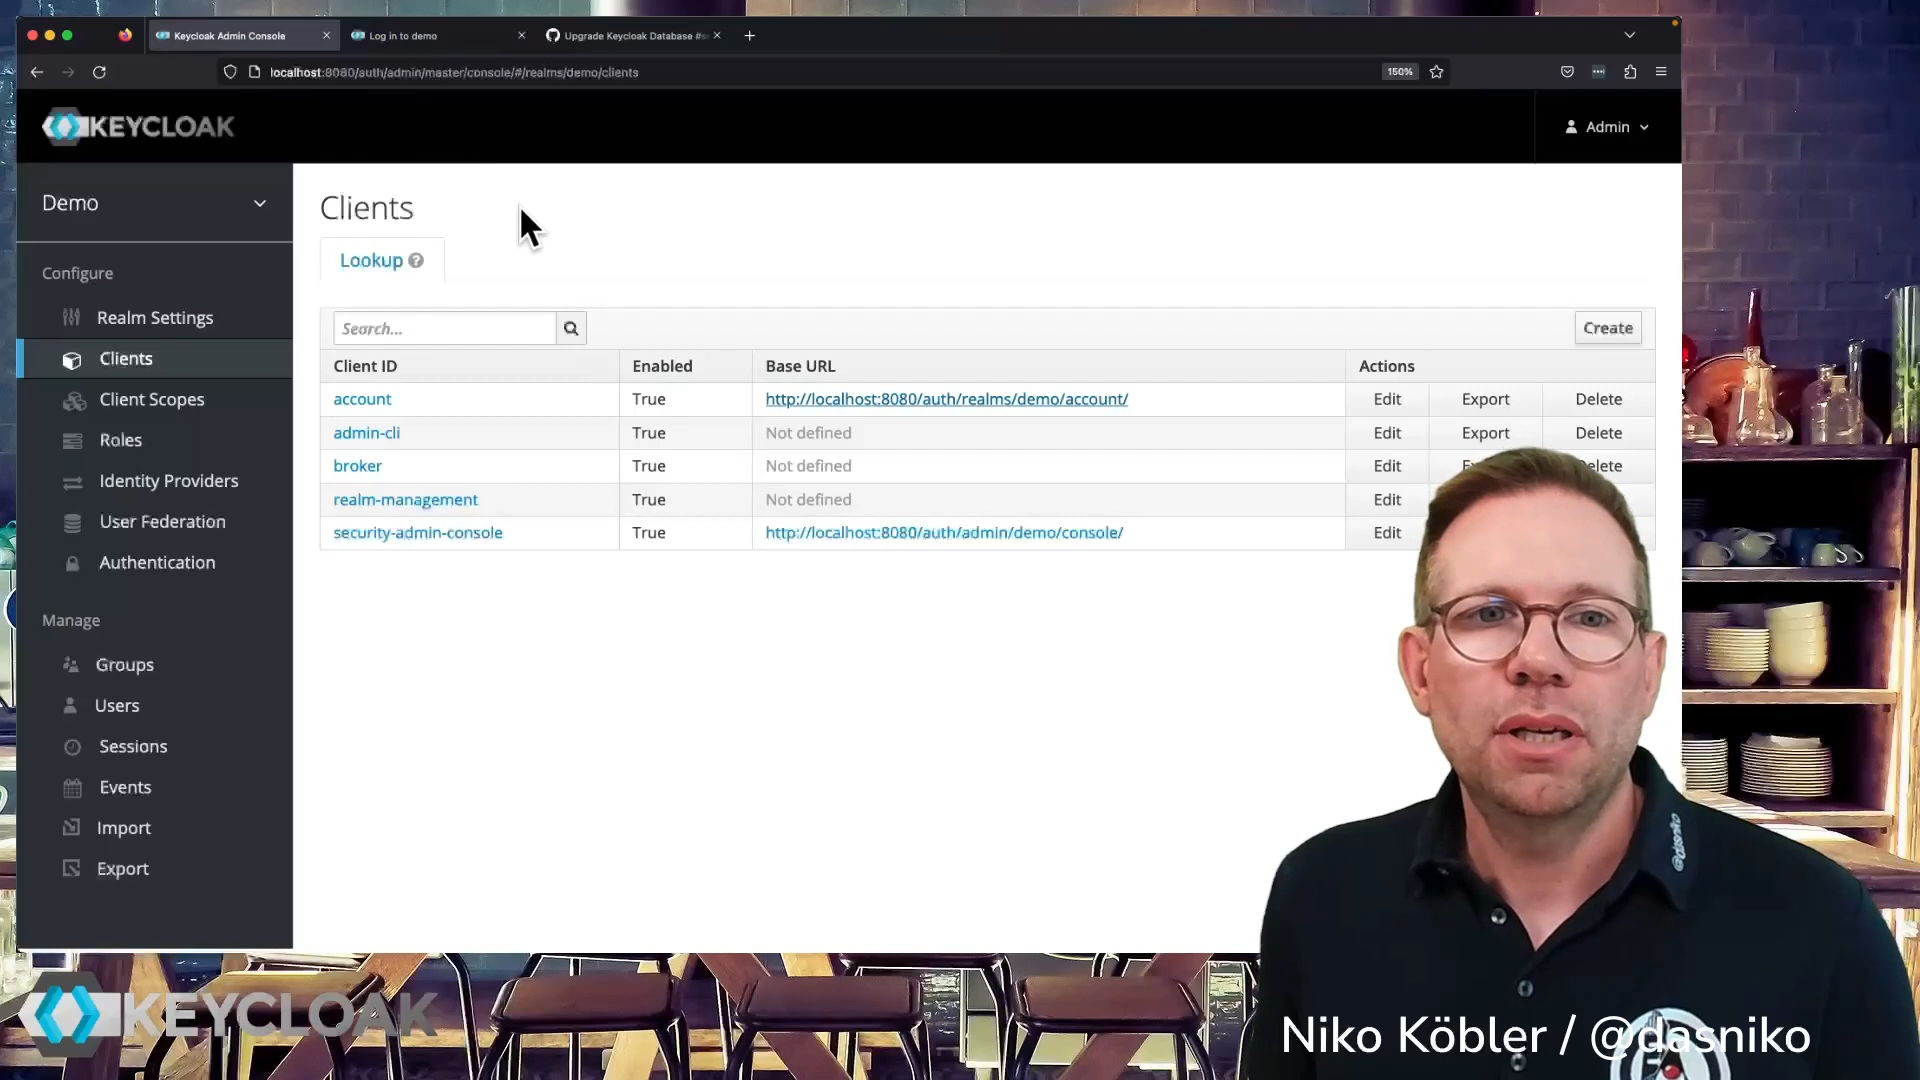 Keycloak Admin Console
Log in to demo
Upgrade Keycloak Database
localhost:8080/auth/admin/master/console/#/realms/demo/clients
150%
KEYCLOAK
Admin
Demo
Clients
Lookup
Configure
Realm Settings
Clients
Client Scopes
Roles
Identity Providers
User Federation
Authentication
Manage
Groups
Users
Sessions
Events
Import
Export
Search...
Create
Client ID Enabled Base URL Actions
account True http://localhost:8080/auth/realms/demo/account/ Edit Export Delete
admin-cli True Not defined Edit Export Delete
broker True Not defined Edit
realm-management True Not defined Edit
security-admin-console True http://localhost:8080/auth/admin/demo/console/ Edit
@dasniko
KEYCLOAK
Niko Köbler / @dasniko